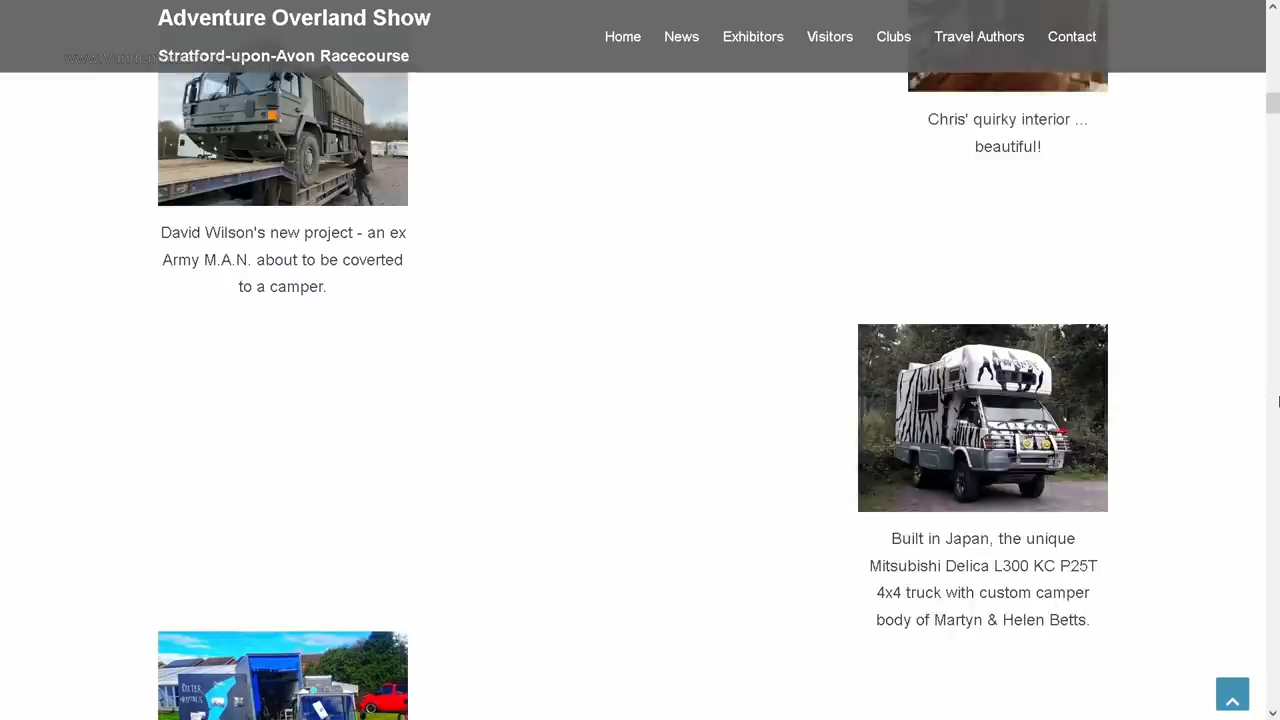 Adventure Overland Show
Stratford-upon-Avon Racecourse
Home News Exhibitors Visitors Clubs Travel Authors Contact
Chris' quirky interior ...
beautiful!
David Wilson's new project - an ex
Army M.A.N. about to be coverted
to a camper.
Built in Japan, the unique
Mitsubishi Delica L300 KC P25T
4x4 truck with custom camper
body of Martyn & Helen Betts.